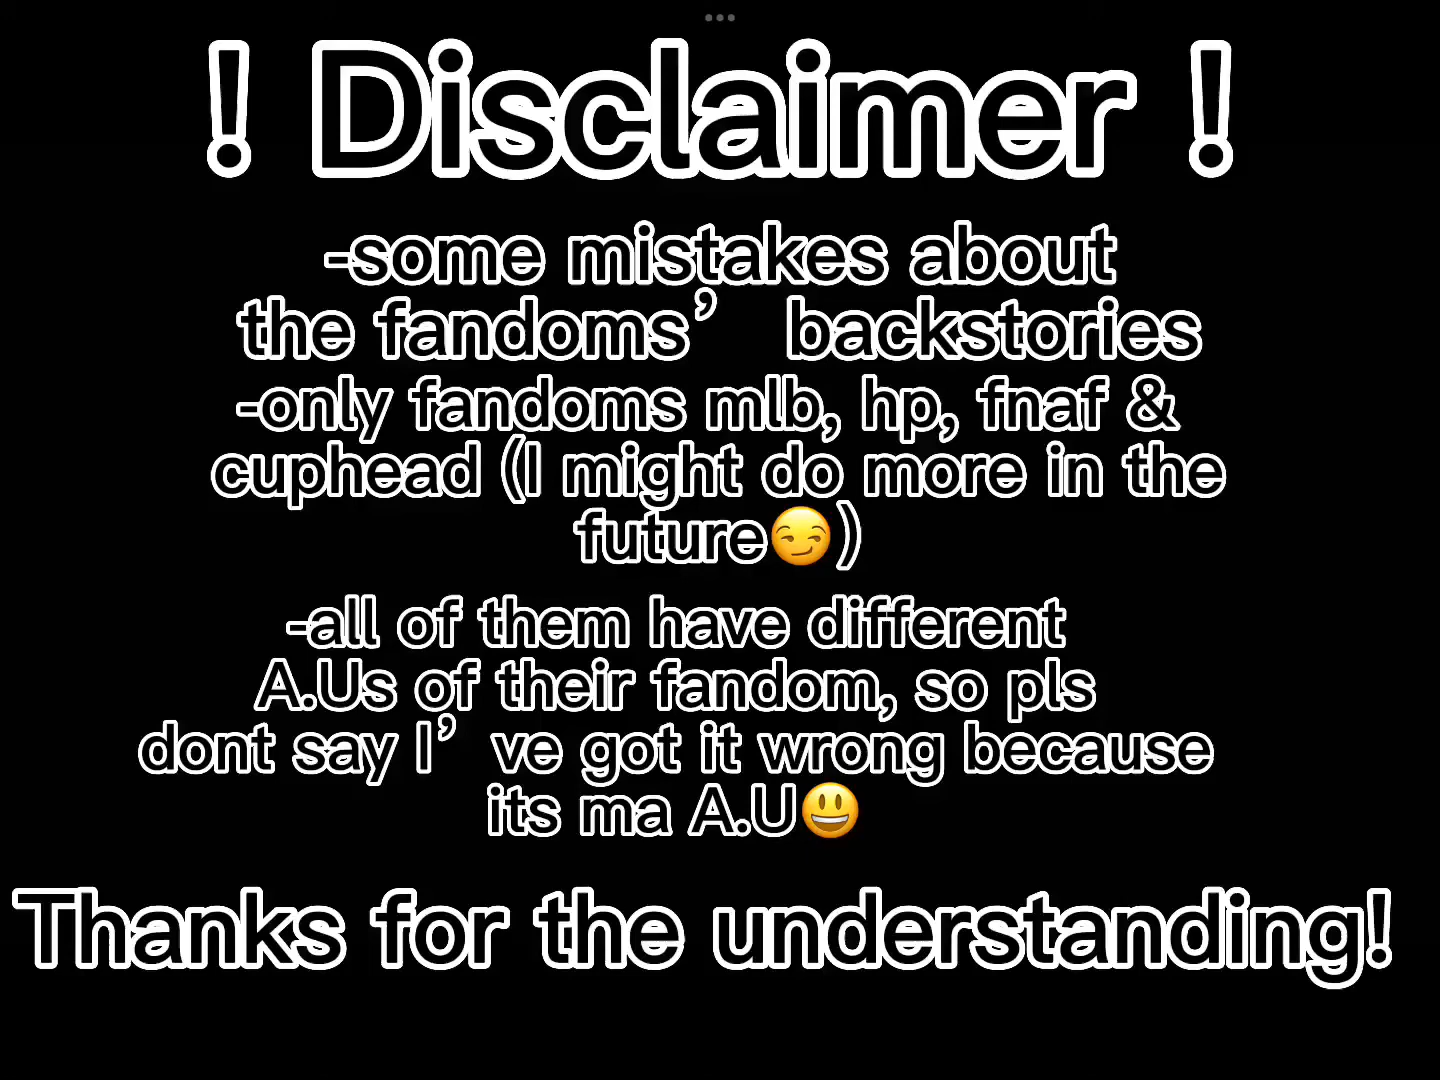 ! Disclaimer !
-some mistakes about
the fandoms’ backstories
-only fandoms mlb, hp, fnaf &
cuphead (I might do more in the
future😏)
-all of them have different
A.Us of their fandom, so pls
dont say I’ve got it wrong because
its ma A.U😃
Thanks for the understanding!